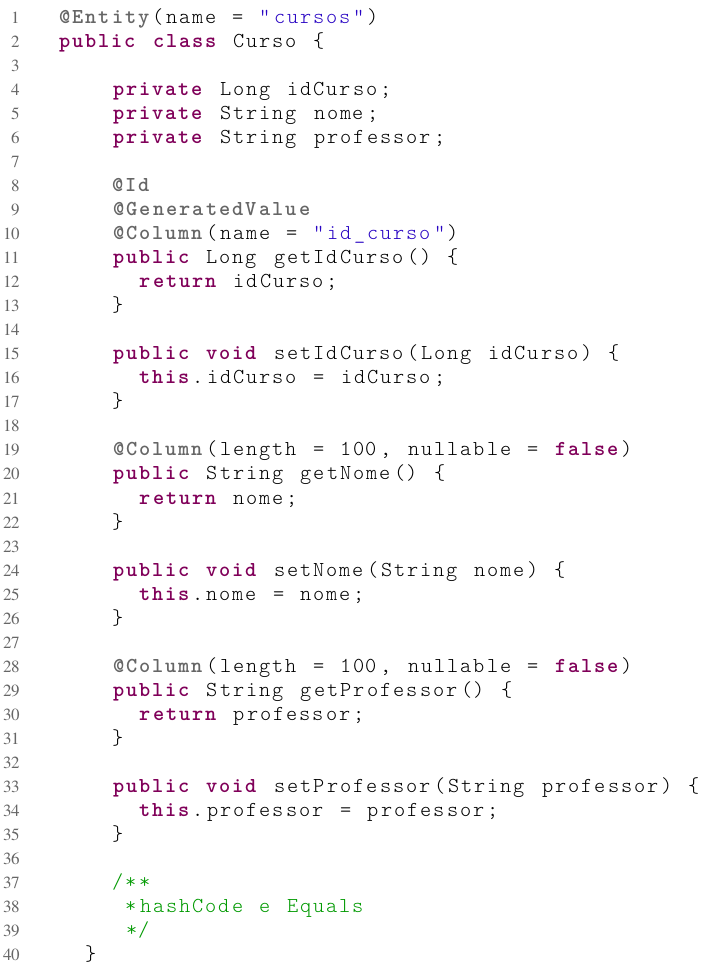 1 @Entity(name = "cursos")
2 public class Curso {
3
4 private Long idCurso;
5 private String nome;
6 private String professor;
7
8 @Id
9 @GeneratedValue
10 @Column(name = "id_curso")
11 public Long getIdCurso() {
12 return idCurso;
13 }
14
15 public void setIdCurso(Long idCurso) {
16 this.idCurso = idCurso;
17 }
18
19 @Column(length = 100, nullable = false)
20 public String getNome() {
21 return nome;
22 }
23
24 public void setNome(String nome) {
25 this.nome = nome;
26 }
27
28 @Column(length = 100, nullable = false)
29 public String getProfessor() {
30 return professor;
31 }
32
33 public void setProfessor(String professor) {
34 this.professor = professor;
35 }
36
37 /**
38 *hashCode e Equals
39 */
40 }